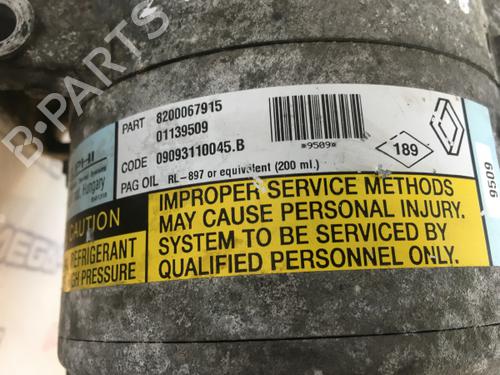 PART 8200067915
01139509
CODE 09093110045.B
PAG OIL RL-897 or equivalent (200 ml.)
*9509*
189
9509
PHI
Hungary
CAUTION
REFRIGERANT
PRESSURE
IMPROPER SERVICE METHODS
MAY CAUSE PERSONAL INJURY.
SYSTEM TO BE SERVICED BY
QUALIFIED PERSONNEL ONLY.
B-PARTS